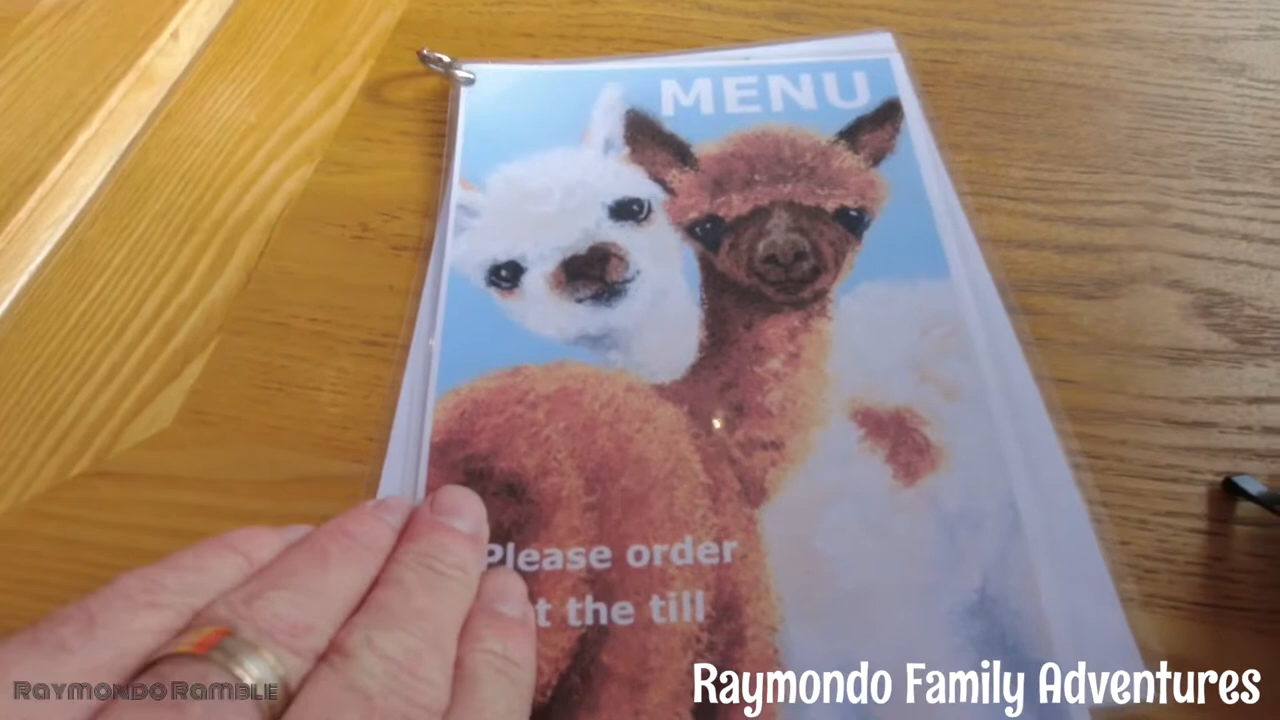 MENU
Please order
t the till
Raymondo Ramble
Raymondo Family Adventures